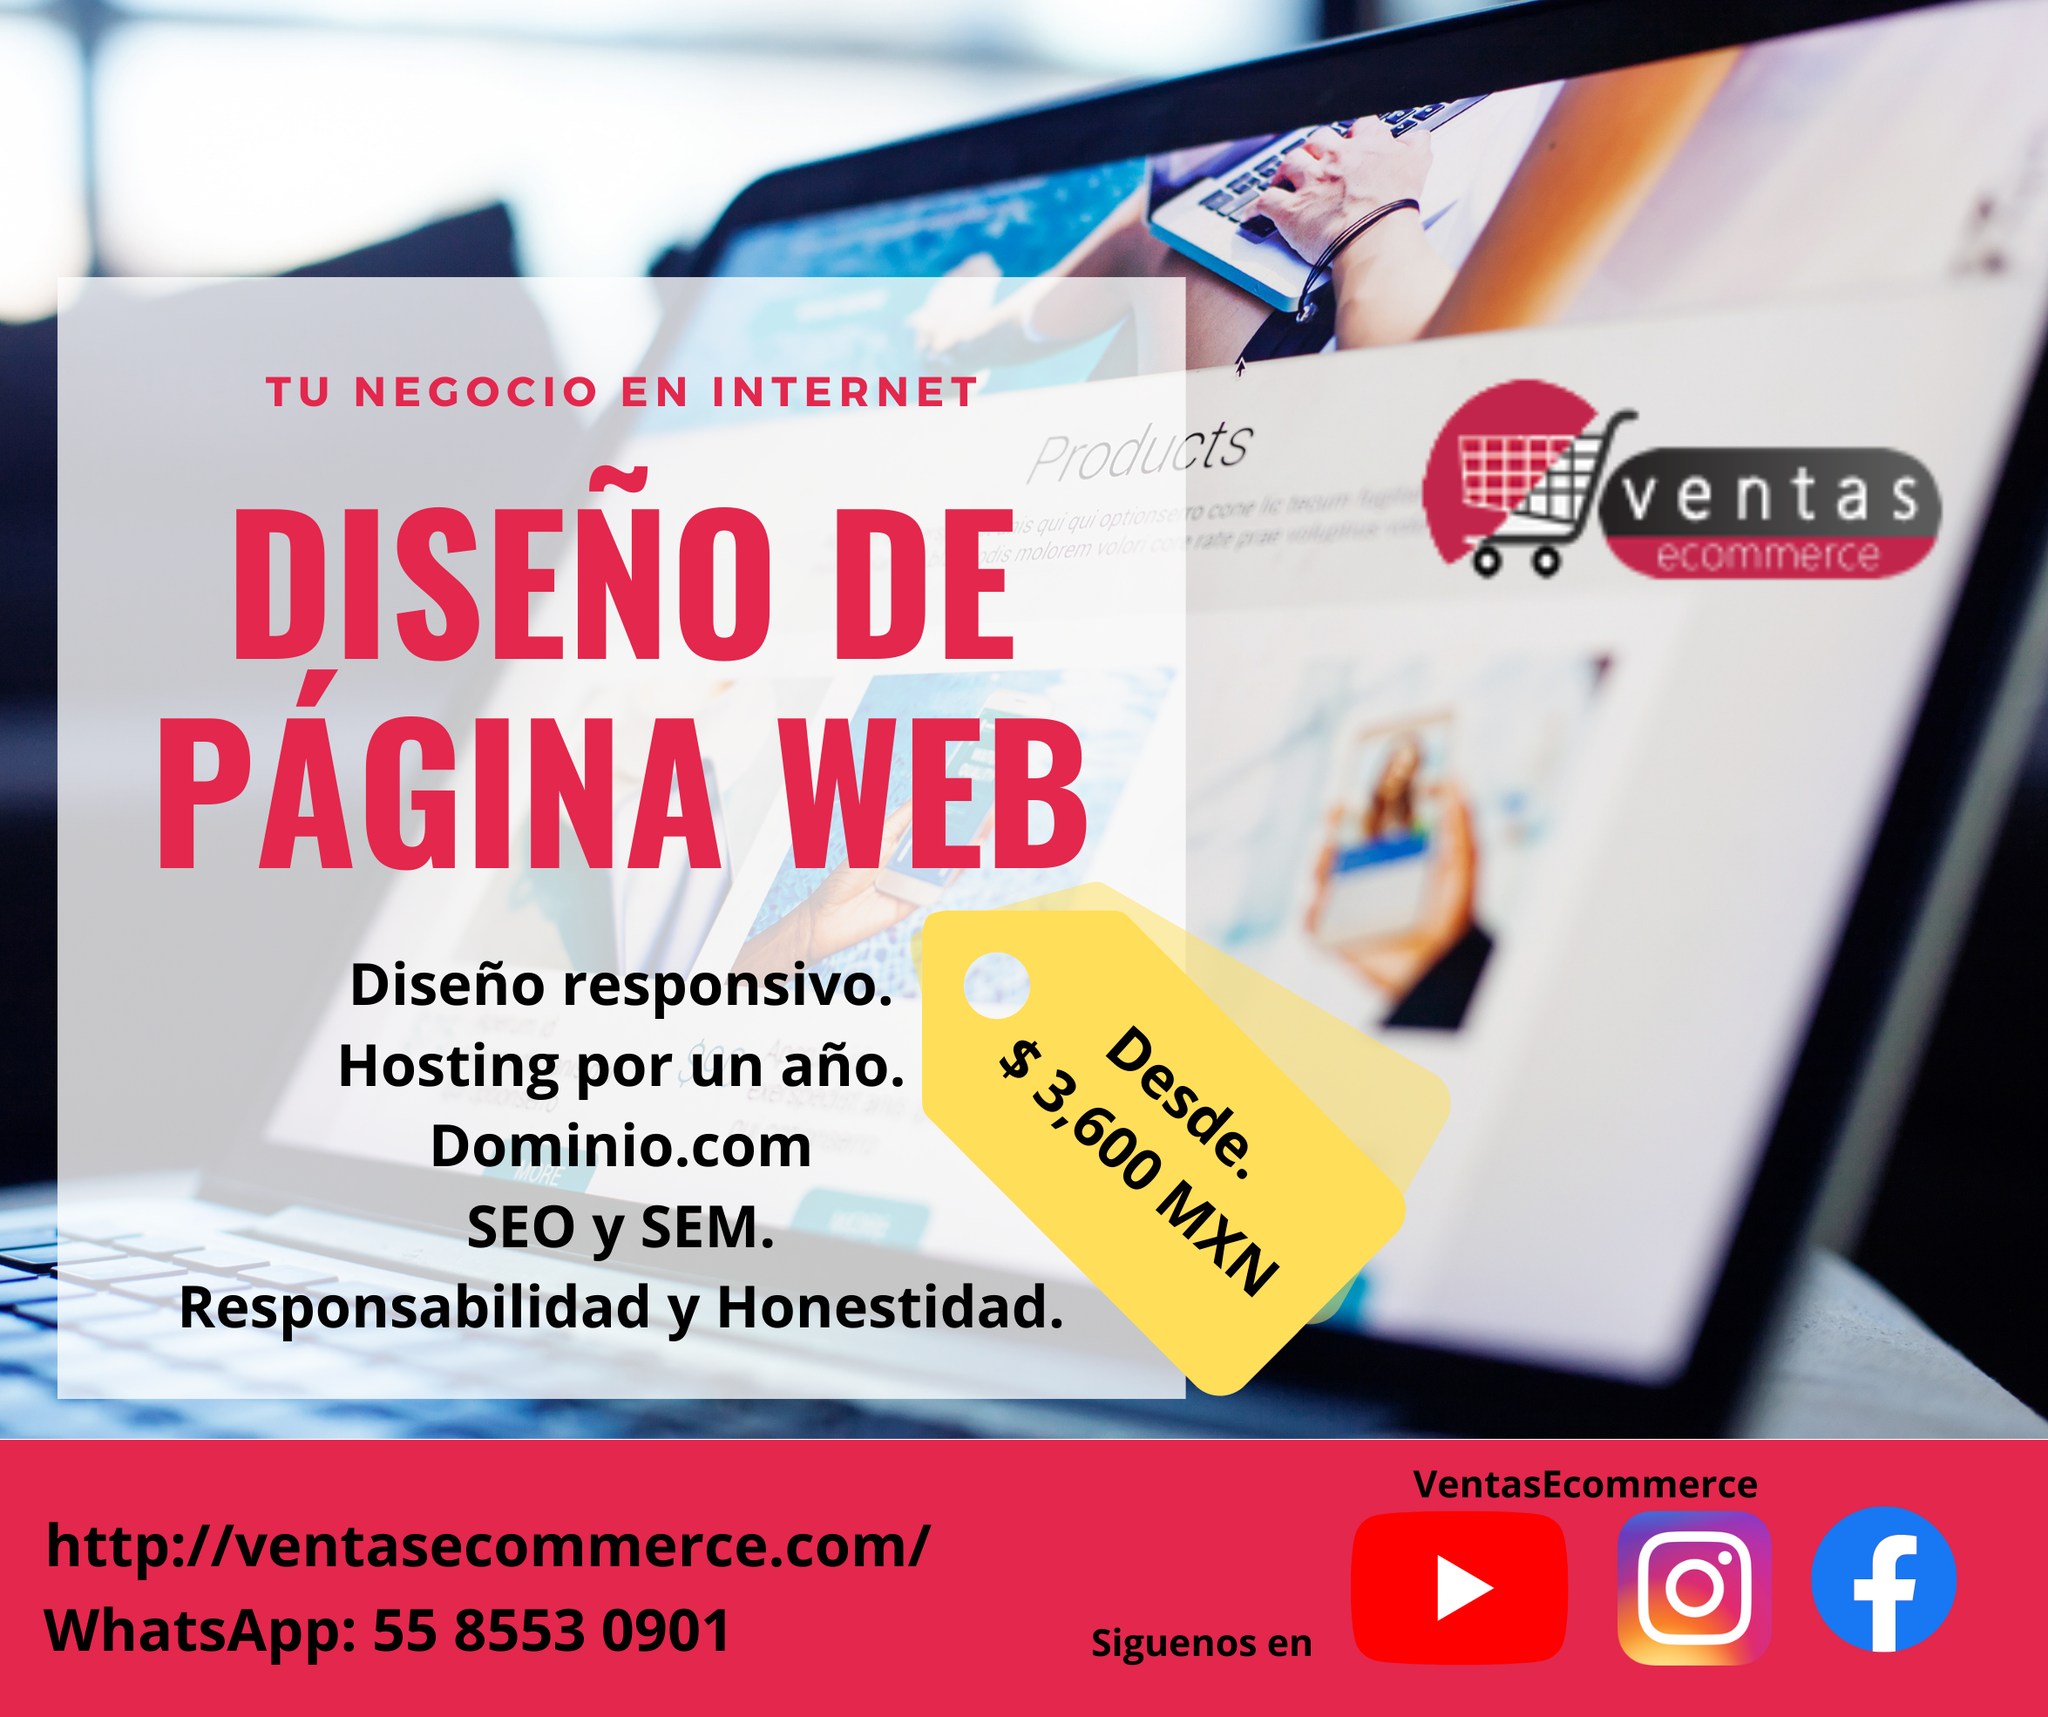 TU NEGOCIO EN INTERNET
DISEÑO DE
PÁGINA WEB
Products
ventas
ecommerce
Diseño responsivo.
Hosting por un año.
Dominio.com
SEO y SEM.
Responsabilidad y Honestidad.
Desde.
$ 3,600 MXN
http://ventasecommerce.com/
WhatsApp: 55 8553 0901
VentasEcommerce
Siguenos en